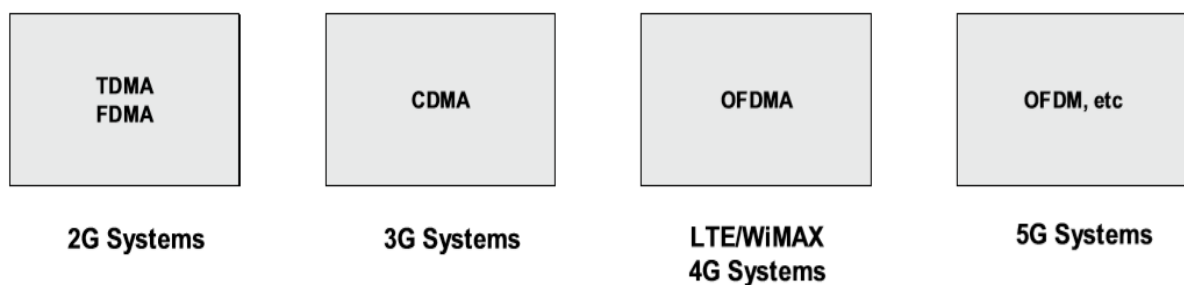 TDMA
FDMA
CDMA
OFDMA
OFDM, etc
2G Systems
3G Systems
LTE/WiMAX
4G Systems
5G Systems